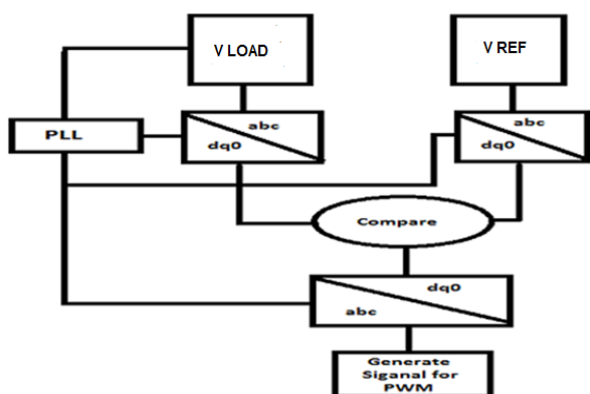 V LOAD
V REF
PLL
abc
dq0
abc
dq0
Compare
dq0
abc
Generate
Siganal for
PWM